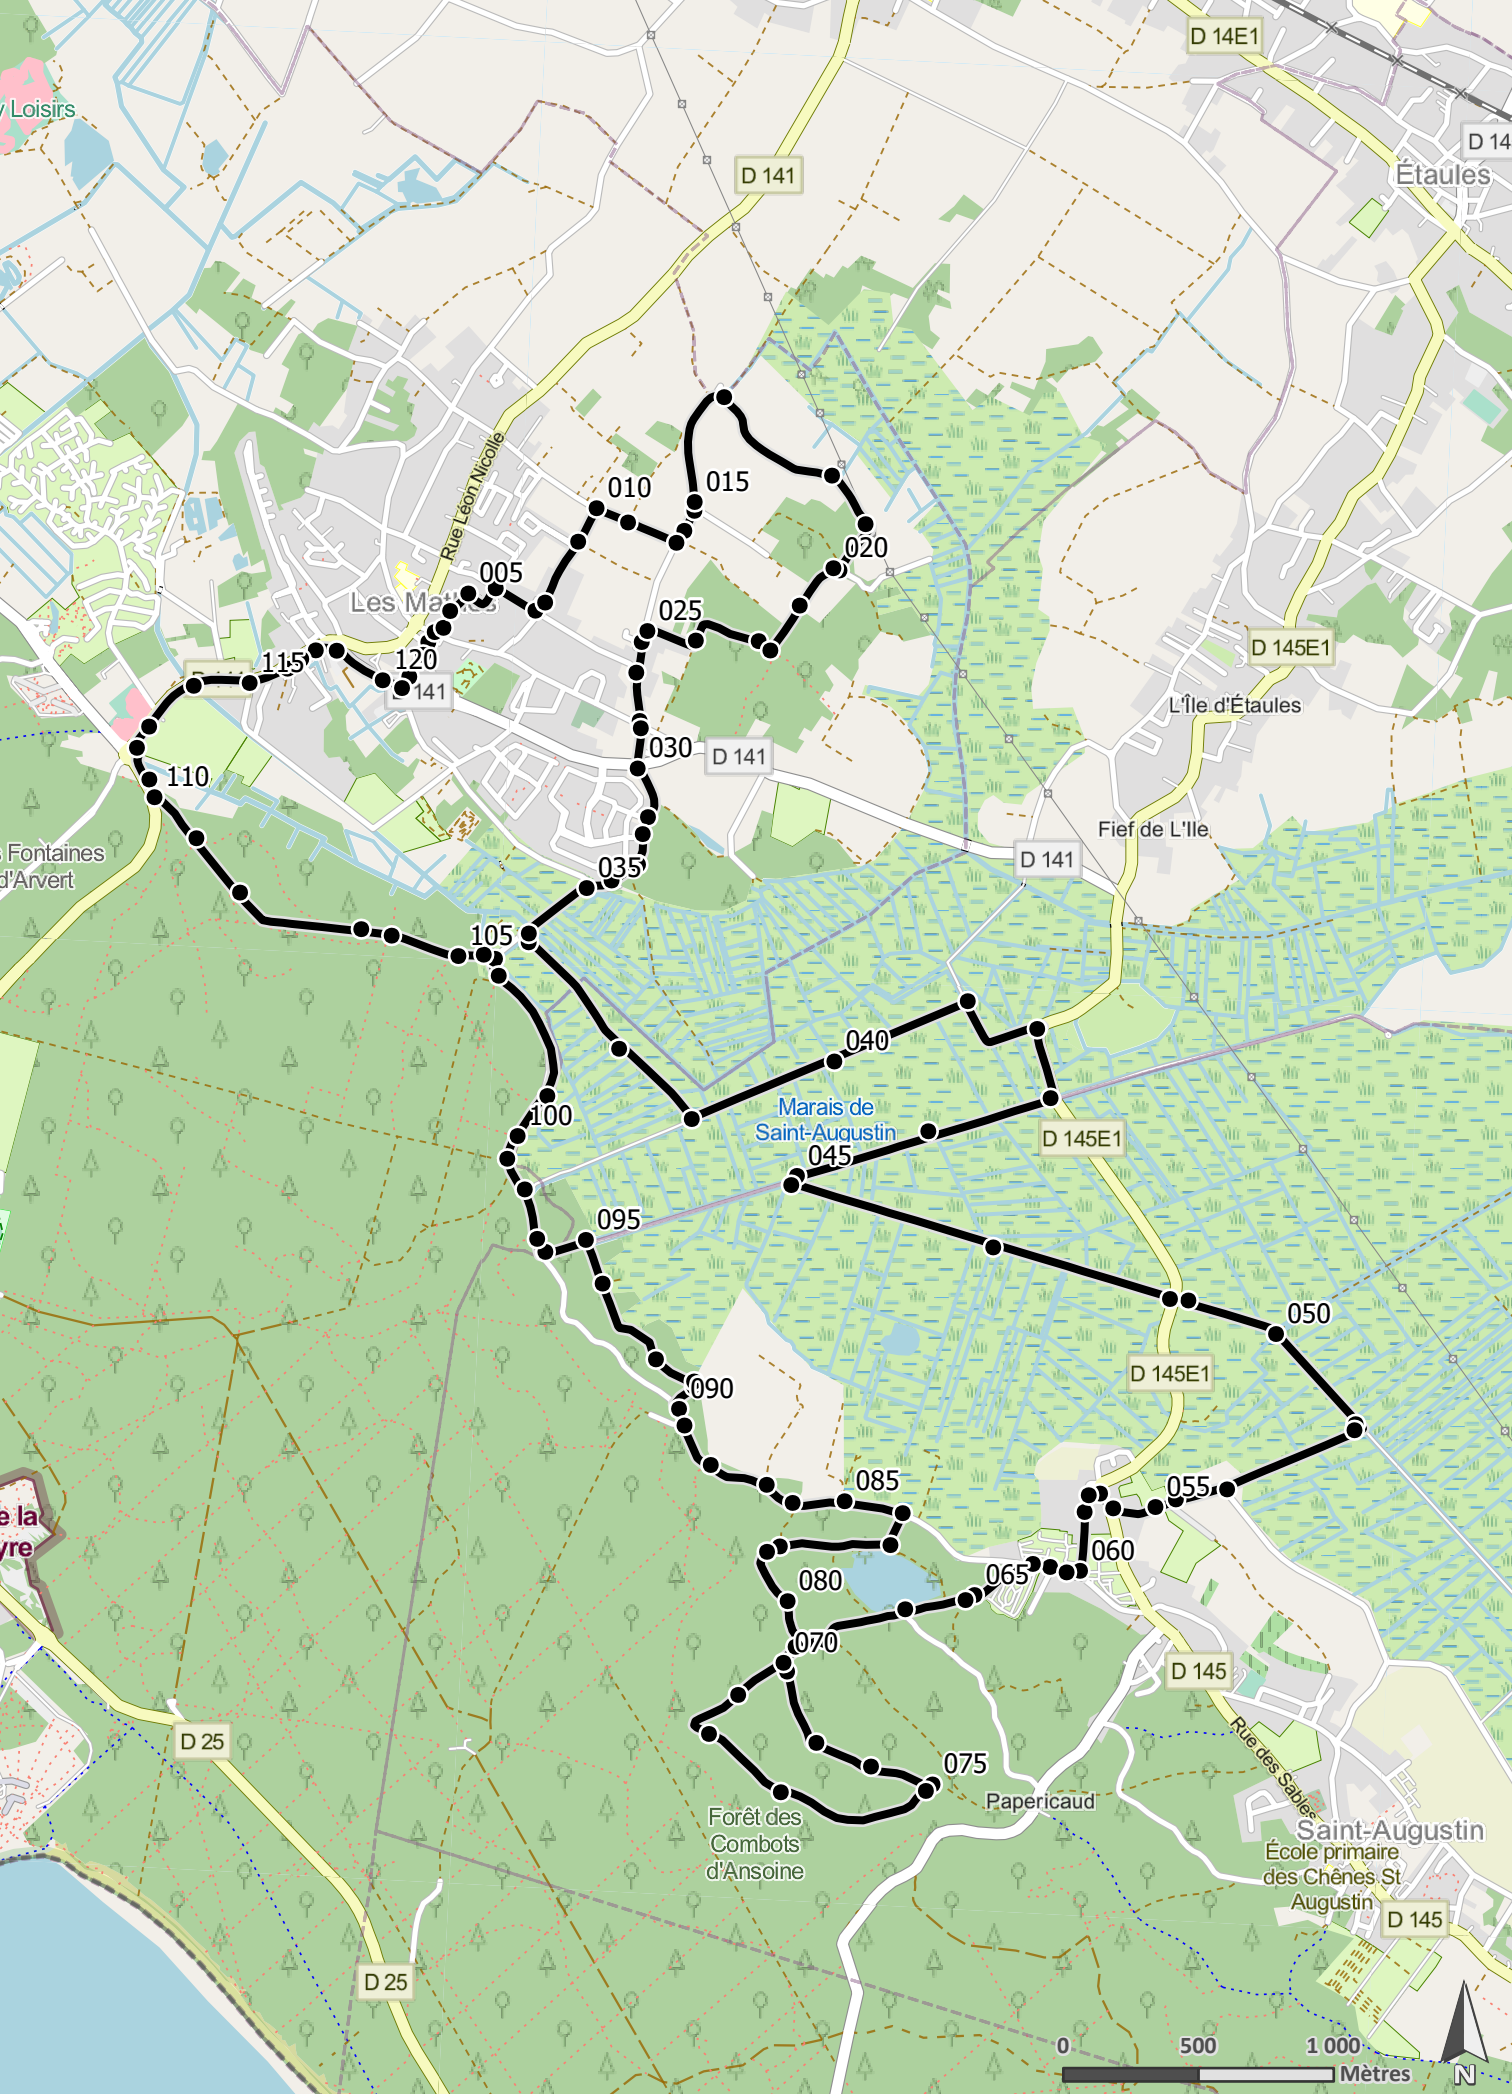 D 14E1
y Loisirs
D 14
Étaules
D 141
Rue Léon Nicolle
015
010
020
005
Les Mathes
025
D 145E1
115
120
D 141
L'Île d'Étaules
030
D 141
110
Fief de L'Ile
s Fontaines
d'Arvert
D 141
035
105
040
Marais de
Saint-Augustin
100
D 145E1
045
095
050
D 145E1
090
085
055
e la
yre
060
065
080
070
D 145
D 25
Rue des Sables
075
Papericaud
Forêt des
Combots
d'Ansoine
Saint-Augustin
École primaire
des Chênes St
Augustin
D 145
D 25
0 500 1 000
Mètres
N